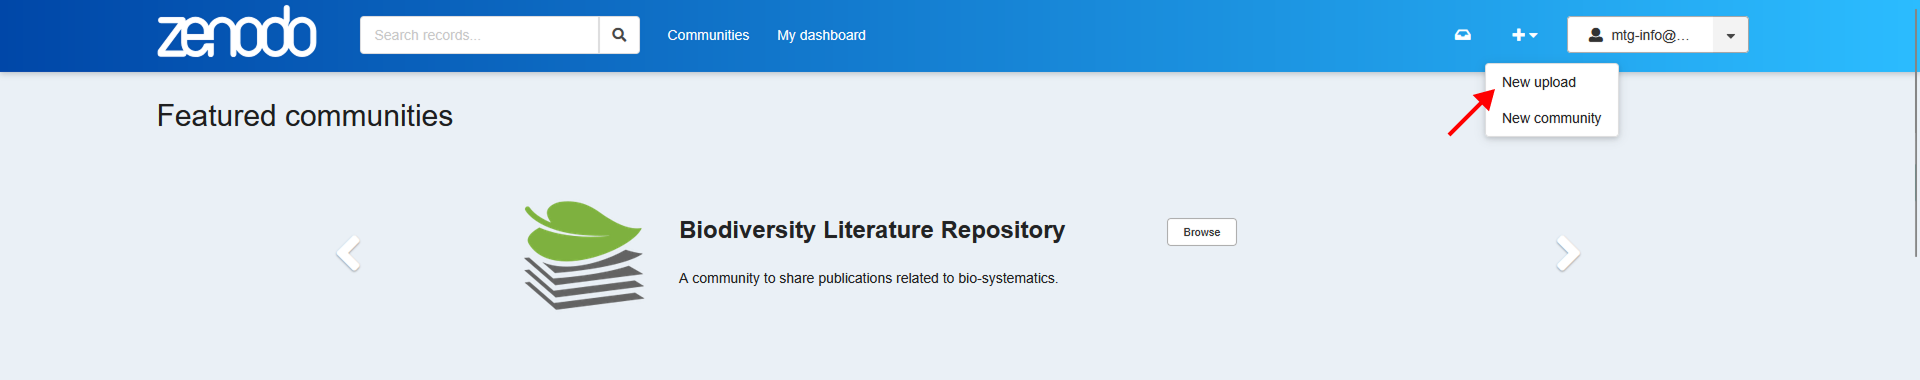 zenodo
Search records...
Communities
My dashboard
mtg-info@...
New upload
New community
Featured communities
Biodiversity Literature Repository
Browse
A community to share publications related to bio-systematics.